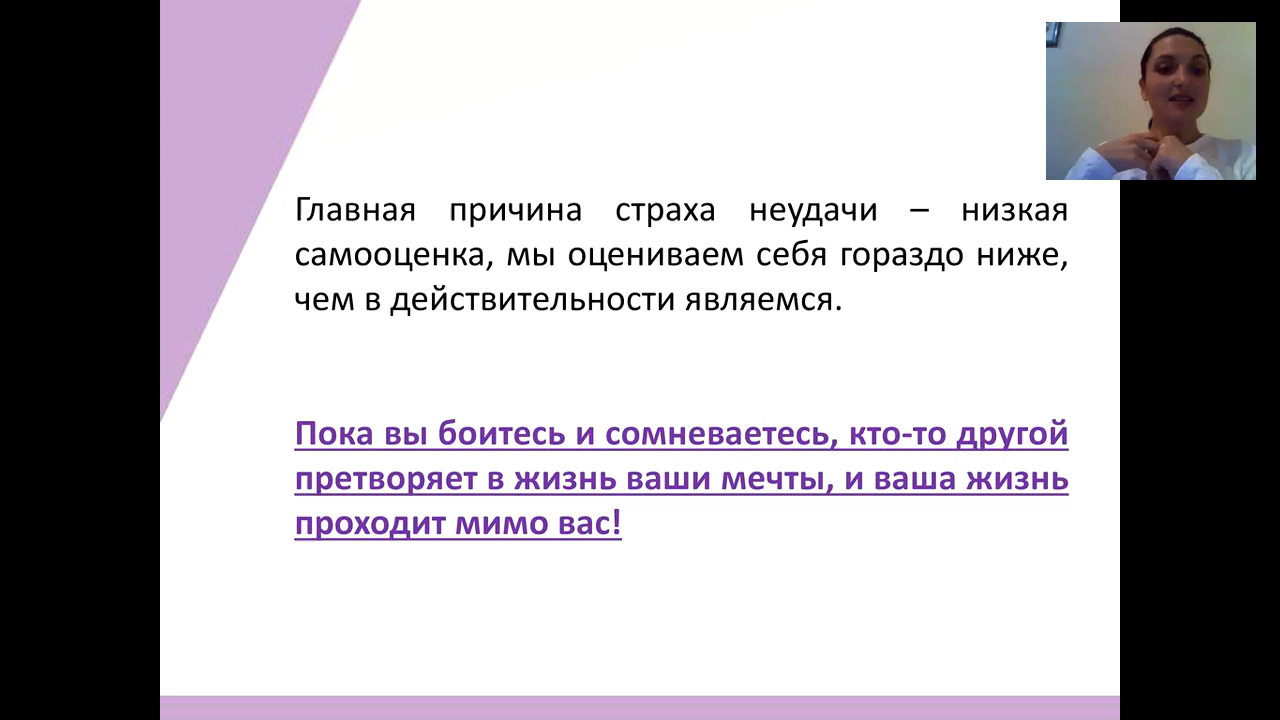 Главная причина страха неудачи – низкая
самооценка, мы оцениваем себя гораздо ниже,
чем в действительности являемся.
Пока вы боитесь и сомневаетесь, кто-то другой
претворяет в жизнь ваши мечты, и ваша жизнь
проходит мимо вас!